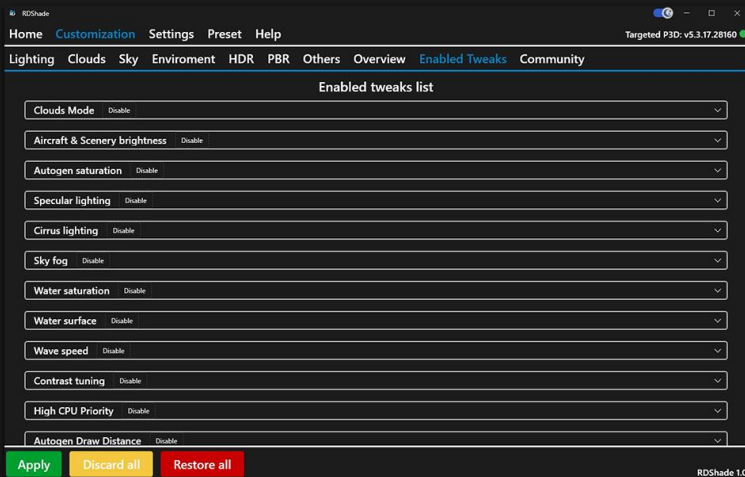 RDShade
Home Customization Settings Preset Help
Targeted P3D: v5.3.17.28160
Lighting Clouds Sky Enviroment HDR PBR Others Overview Enabled Tweaks Community
Enabled tweaks list
Clouds Mode Disable
Aircraft & Scenery brightness Disable
Autogen saturation Disable
Specular lighting Disable
Cirrus lighting Disable
Sky fog Disable
Water saturation Disable
Water surface Disable
Wave speed Disable
Contrast tuning Disable
High CPU Priority Disable
Autogen Draw Distance Disable
Apply Discard all Restore all
RDShade 1.0